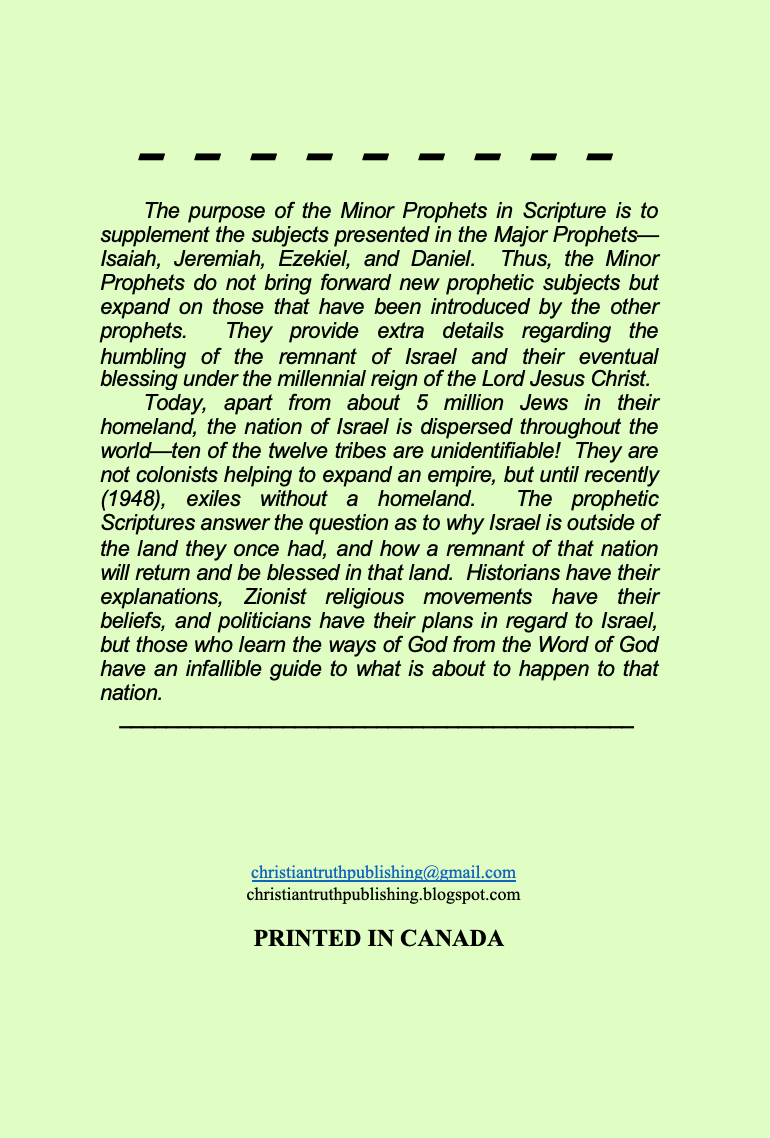 The purpose of the Minor Prophets in Scripture is to
supplement the subjects presented in the Major Prophets—
Isaiah, Jeremiah, Ezekiel, and Daniel.  Thus, the Minor
Prophets do not bring forward new prophetic subjects but
expand on those that have been introduced by the other
prophets.  They provide extra details regarding the
humbling of the remnant of Israel and their eventual
blessing under the millennial reign of the Lord Jesus Christ.
Today, apart from about 5 million Jews in their
homeland, the nation of Israel is dispersed throughout the
world—ten of the twelve tribes are unidentifiable!  They are
not colonists helping to expand an empire, but until recently
(1948), exiles without a homeland.  The prophetic
Scriptures answer the question as to why Israel is outside of
the land they once had, and how a remnant of that nation
will return and be blessed in that land.  Historians have their
explanations, Zionist religious movements have their
beliefs, and politicians have their plans in regard to Israel,
but those who learn the ways of God from the Word of God
have an infallible guide to what is about to happen to that
nation.
christiantruthpublishing@gmail.com
christiantruthpublishing.blogspot.com
PRINTED IN CANADA